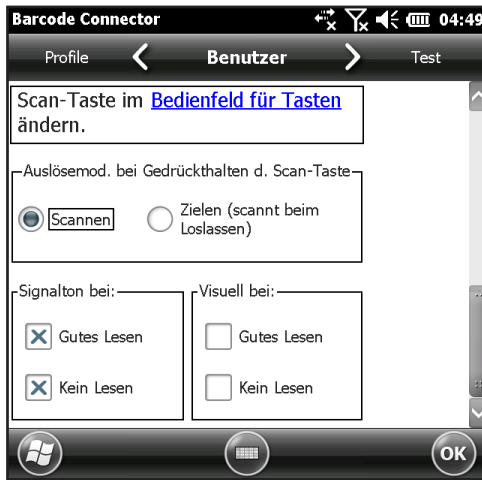 Barcode Connector 04:49
Profile Benutzer Test
Scan-Taste im Bedienfeld für Tasten
ändern.
Auslösemod. bei Gedrückthalten d. Scan-Taste
Scannen
Zielen (scannt beim
Loslassen)
Signalton bei:
Gutes Lesen
Kein Lesen
Visuell bei:
Gutes Lesen
Kein Lesen
OK